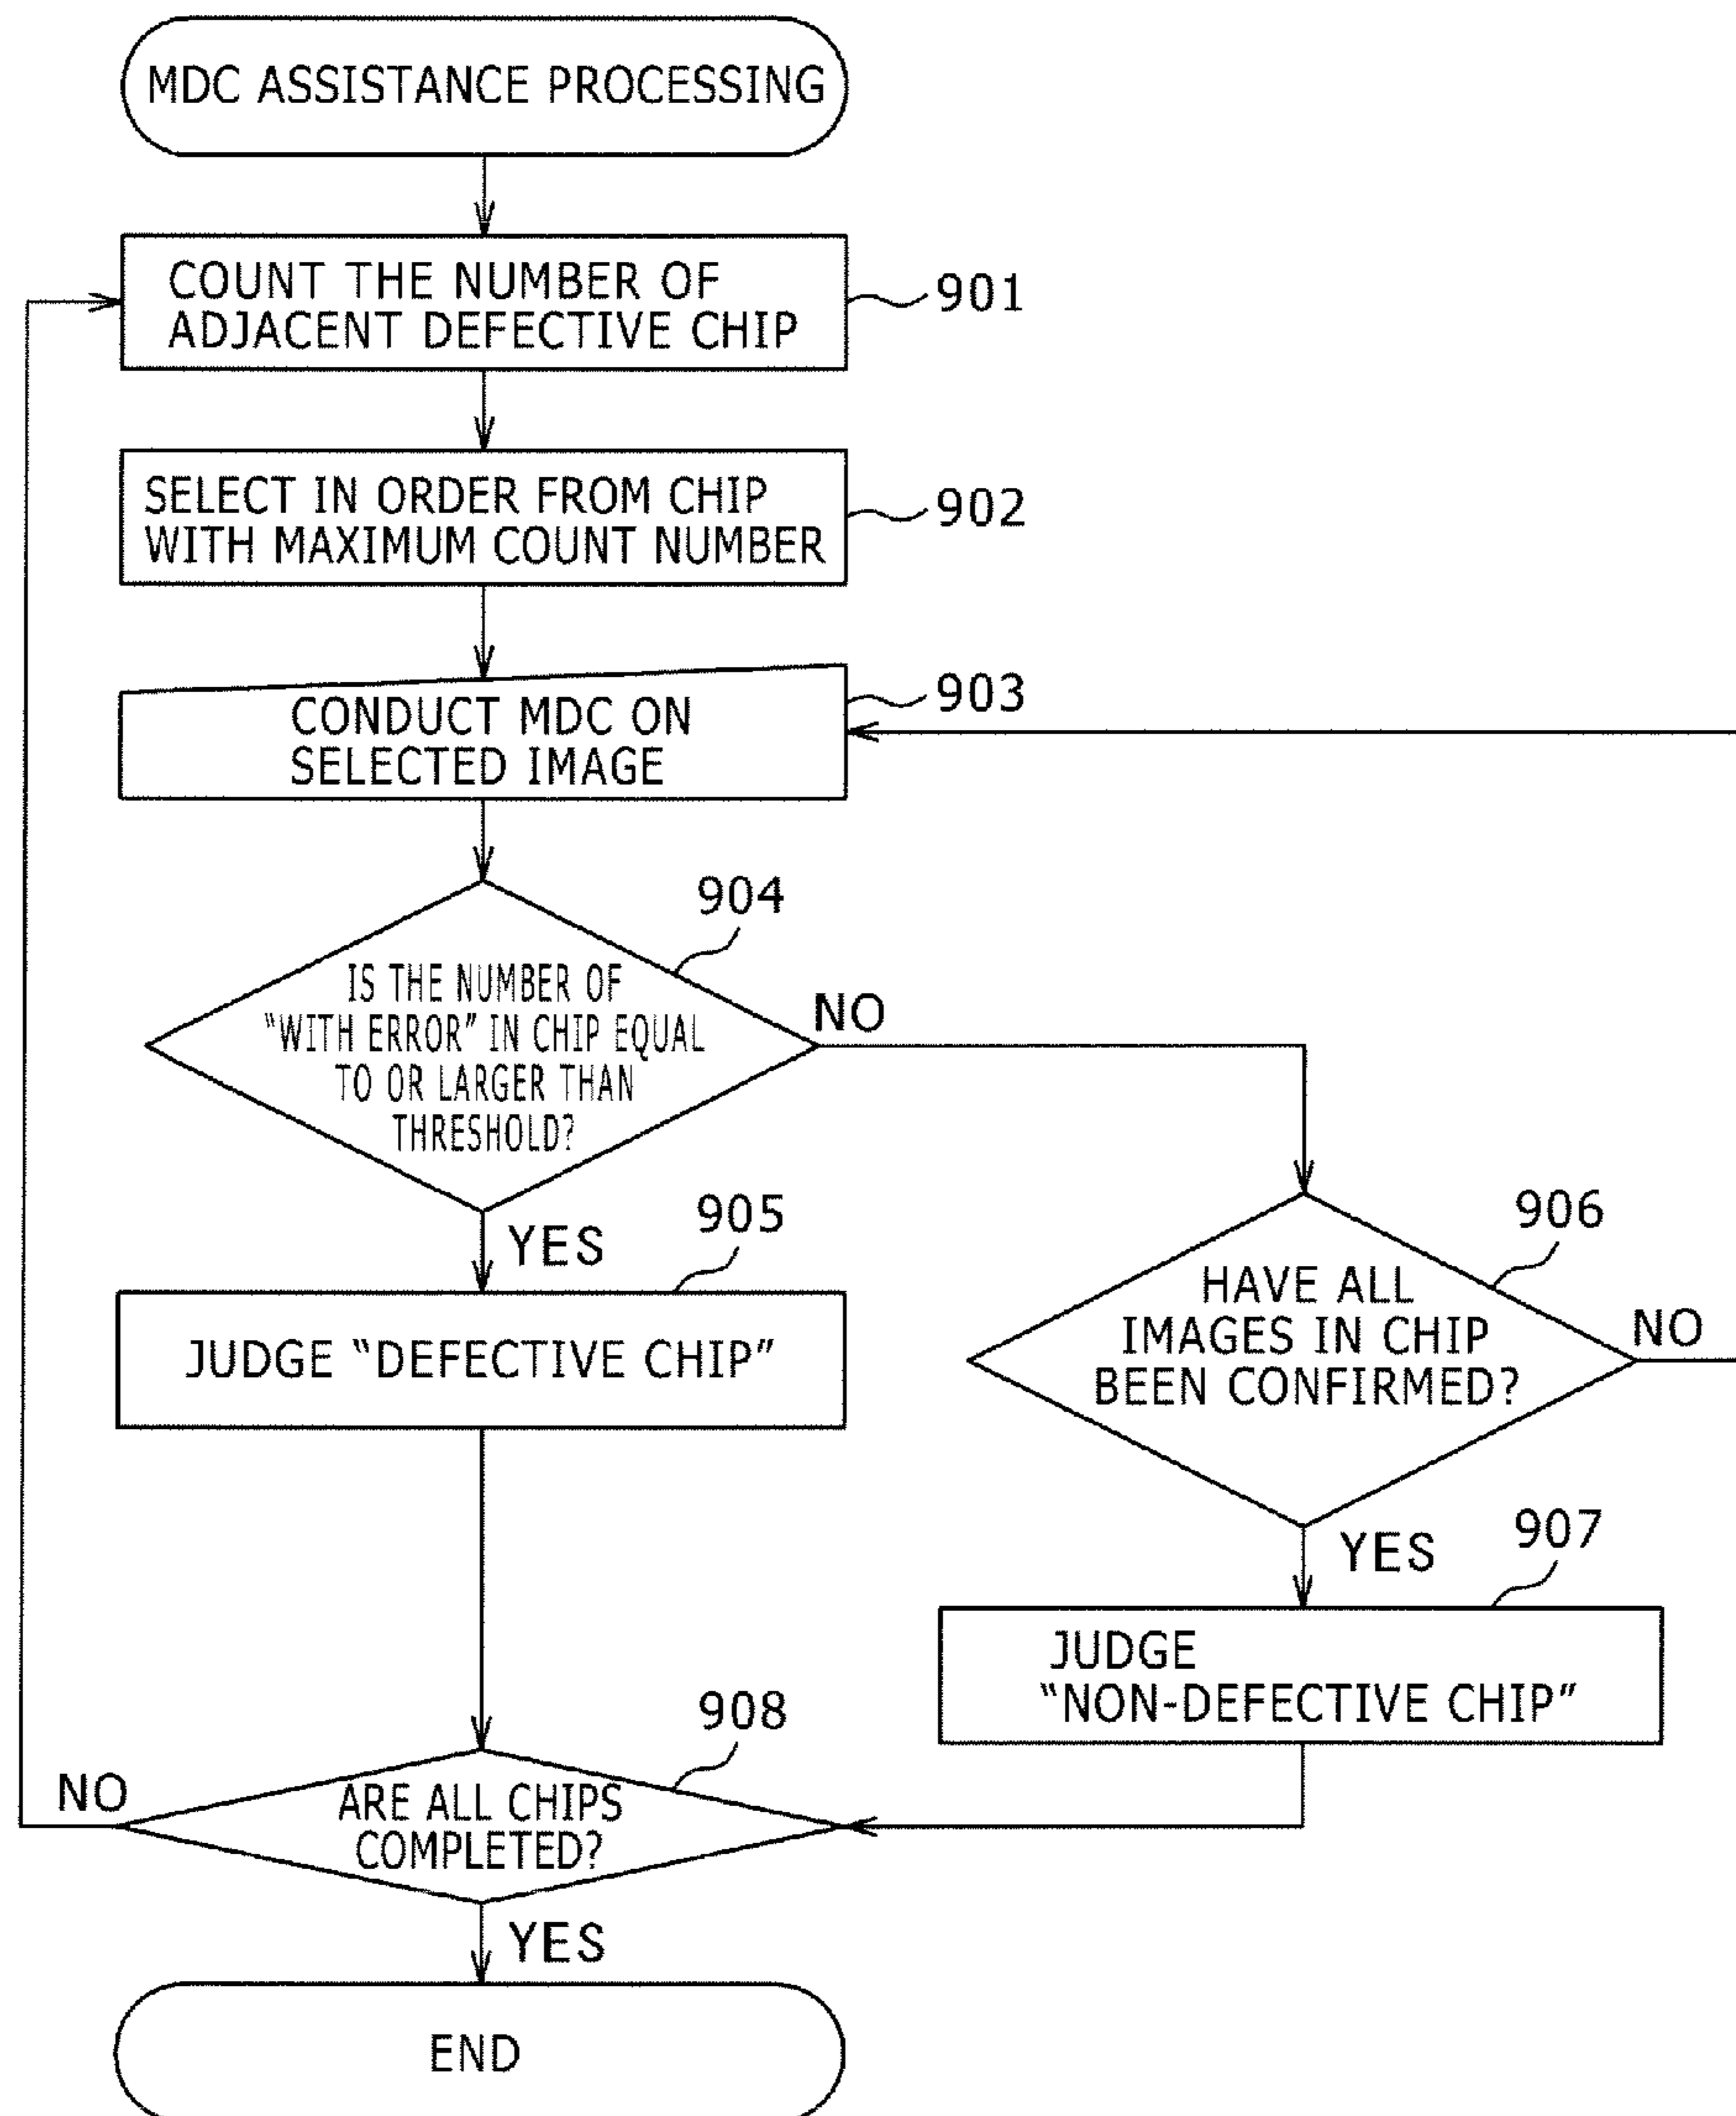 MDC ASSISTANCE PROCESSING
COUNT THE NUMBER OF
ADJACENT DEFECTIVE CHIP
901
SELECT IN ORDER FROM CHIP
WITH MAXIMUM COUNT NUMBER
902
903
CONDUCT MDC ON
SELECTED IMAGE
904
IS THE NUMBER OF
“WITH ERROR” IN CHIP EQUAL
TO OR LARGER THAN
THRESHOLD?
NO
YES
905
JUDGE “DEFECTIVE CHIP”
906
HAVE ALL
IMAGES IN CHIP
BEEN CONFIRMED?
NO
YES
907
JUDGE
“NON-DEFECTIVE CHIP”
908
ARE ALL CHIPS
COMPLETED?
NO
YES
END